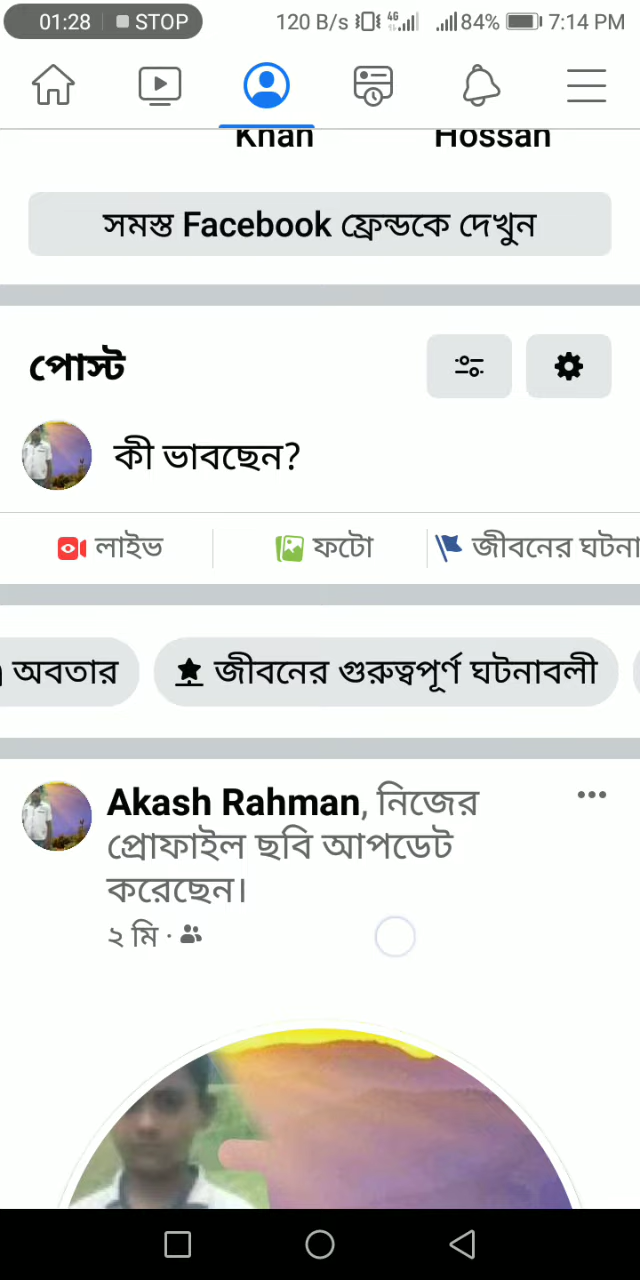 01:28 STOP 120 B/s 4G 84% 7:14 PM
Khan Hossan
সমস্ত Facebook ফ্রেন্ডকে দেখুন
পোস্ট
কী ভাবছেন?
লাইভ ফটো জীবনের ঘটনা
অবতার জীবনের গুরুত্বপূর্ণ ঘটনাবলী
Akash Rahman, নিজের
প্রোফাইল ছবি আপডেট
করেছেন।
২ মি ·